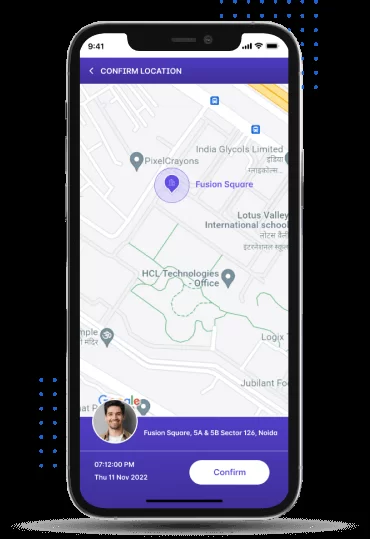 9:41
CONFIRM LOCATION
India Glycols Limited
इंडिया
PixelCrayons
ग्लाइकोल्स...
Fusion Square
Lotus Valley
International school
लोटस वैली
इंटरनेशनल स्कूल
HCL Technologies
- Office
mple
मंदिर
Logix
Jubilant Fo
Google
at P
Fusion Square, 5A & 5B Sector 126, Noida
07:12:00 PM
Thu 11 Nov 2022
Confirm